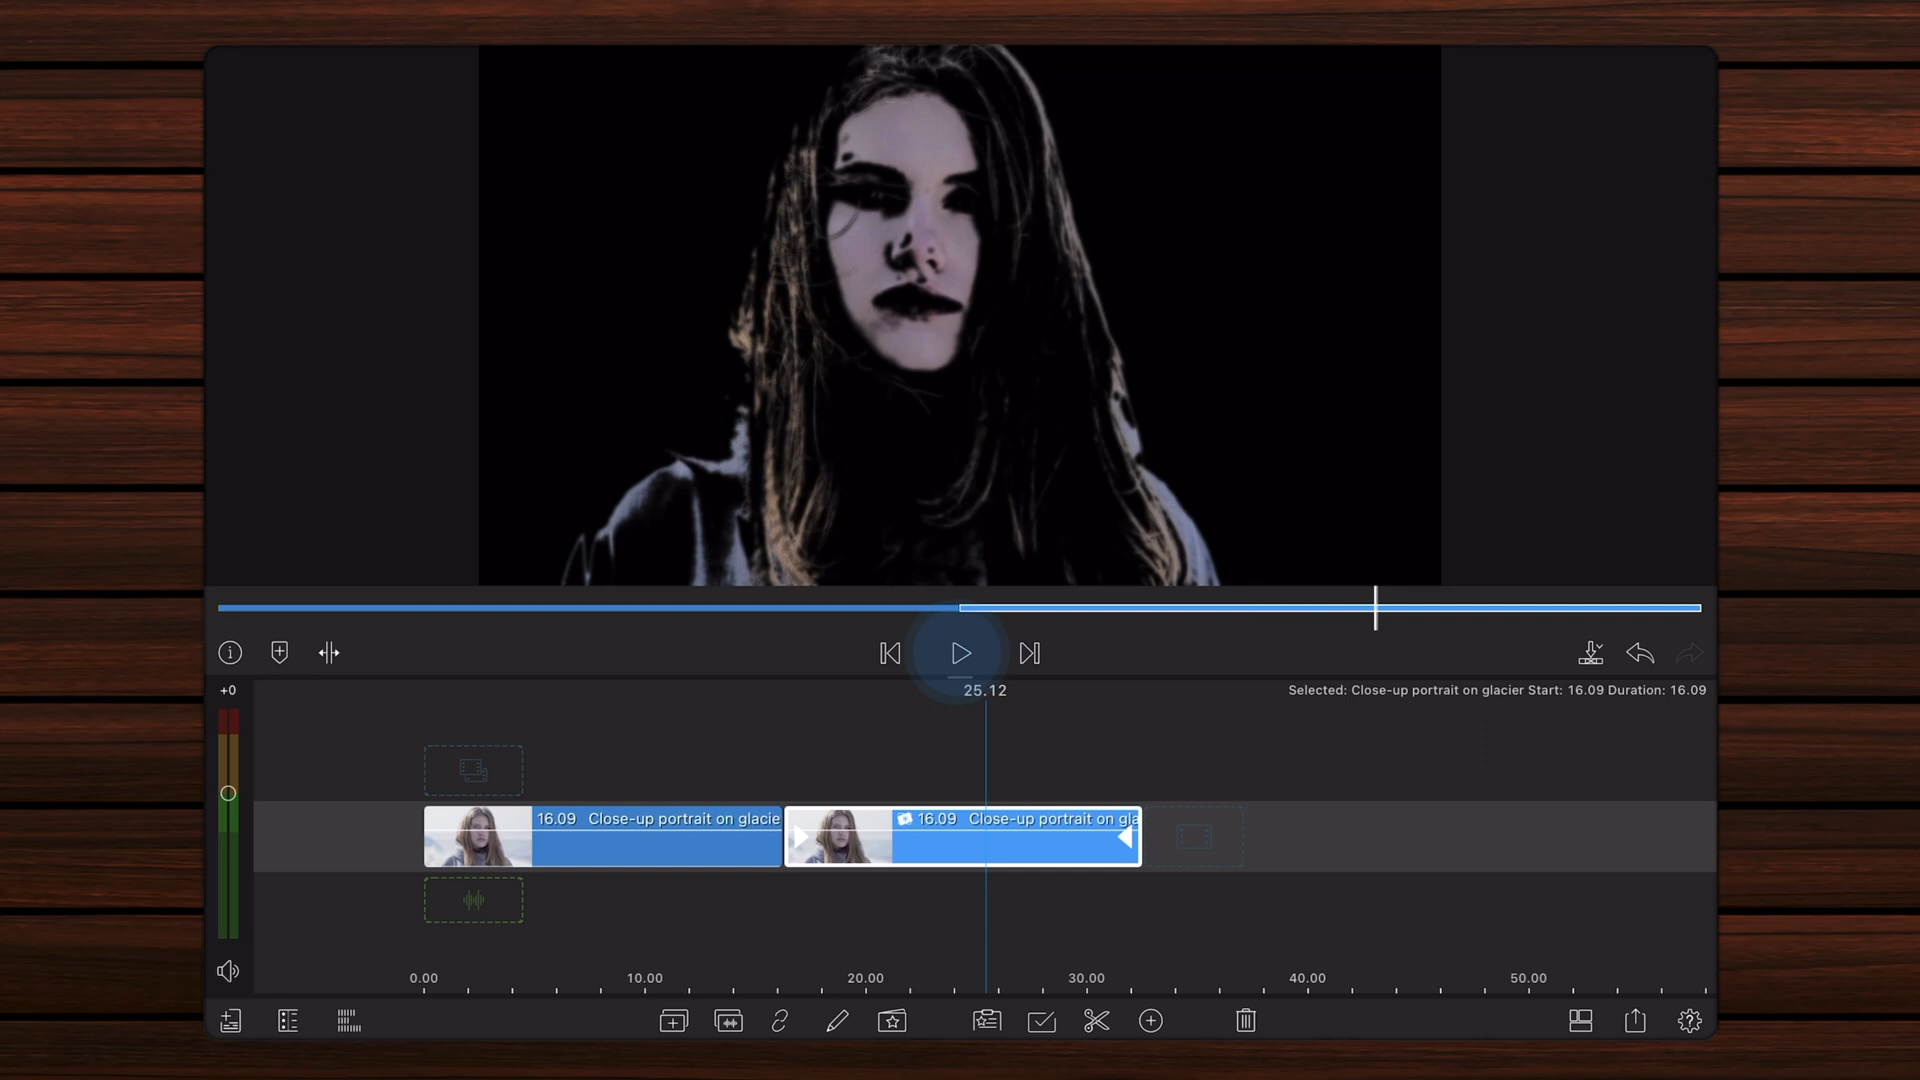 +0
25.12
Selected: Close-up portrait on glacier Start: 16.09 Duration: 16.09
16.09 Close-up portrait on glacie
16.09 Close-up portrait on gla
0.00 10.00 20.00 30.00 40.00 50.00